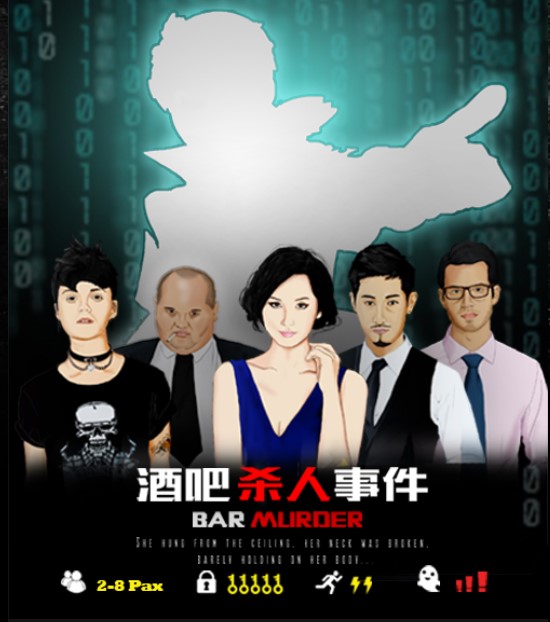 酒吧杀人事件
BAR MURDER
SHE HUNG FROM THE CEILING, HER NECK WAS BROKEN,
BARELY HOLDING ON HER BODY...
2-8 Pax